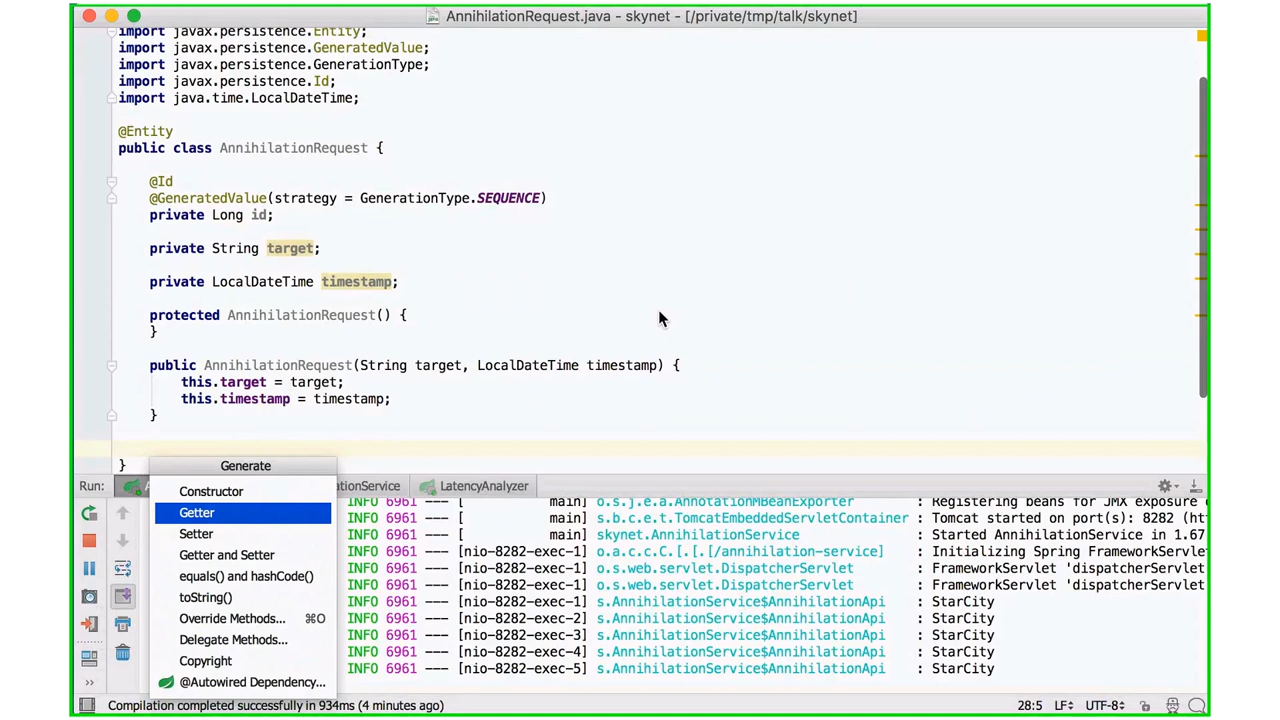 AnnihilationRequest.java - skynet - [/private/tmp/talk/skynet]
import javax.persistence.Entity;
import javax.persistence.GeneratedValue;
import javax.persistence.GenerationType;
import javax.persistence.Id;
import java.time.LocalDateTime;
@Entity
public class AnnihilationRequest {
@Id
@GeneratedValue(strategy = GenerationType.SEQUENCE)
private Long id;
private String target;
private LocalDateTime timestamp;
protected AnnihilationRequest() {
}
public AnnihilationRequest(String target, LocalDateTime timestamp) {
this.target = target;
this.timestamp = timestamp;
}
}
Generate
Constructor
Getter
Setter
Getter and Setter
equals() and hashCode()
toString()
Override Methods... ⌘O
Delegate Methods...
Copyright
@Autowired Dependency...
Run: ationService LatencyAnalyzer
INFO 6961 --- [ main] o.s.j.e.a.AnnotationMBeanExporter : Registering beans for JMX exposure o
INFO 6961 --- [ main] s.b.c.e.t.TomcatEmbeddedServletContainer : Tomcat started on port(s): 8282 (ht
INFO 6961 --- [ main] skynet.AnnihilationService : Started AnnihilationService in 1.67
INFO 6961 --- [nio-8282-exec-1] o.a.c.c.C.[.[.[/annihilation-service] : Initializing Spring FrameworkServle
INFO 6961 --- [nio-8282-exec-1] o.s.web.servlet.DispatcherServlet : FrameworkServlet 'dispatcherServlet
INFO 6961 --- [nio-8282-exec-1] o.s.web.servlet.DispatcherServlet : FrameworkServlet 'dispatcherServlet
INFO 6961 --- [nio-8282-exec-1] s.AnnihilationService$AnnihilationApi : StarCity
INFO 6961 --- [nio-8282-exec-2] s.AnnihilationService$AnnihilationApi : StarCity
INFO 6961 --- [nio-8282-exec-3] s.AnnihilationService$AnnihilationApi : StarCity
INFO 6961 --- [nio-8282-exec-4] s.AnnihilationService$AnnihilationApi : StarCity
INFO 6961 --- [nio-8282-exec-5] s.AnnihilationService$AnnihilationApi : StarCity
Compilation completed successfully in 934ms (4 minutes ago) 28:5 LF UTF-8